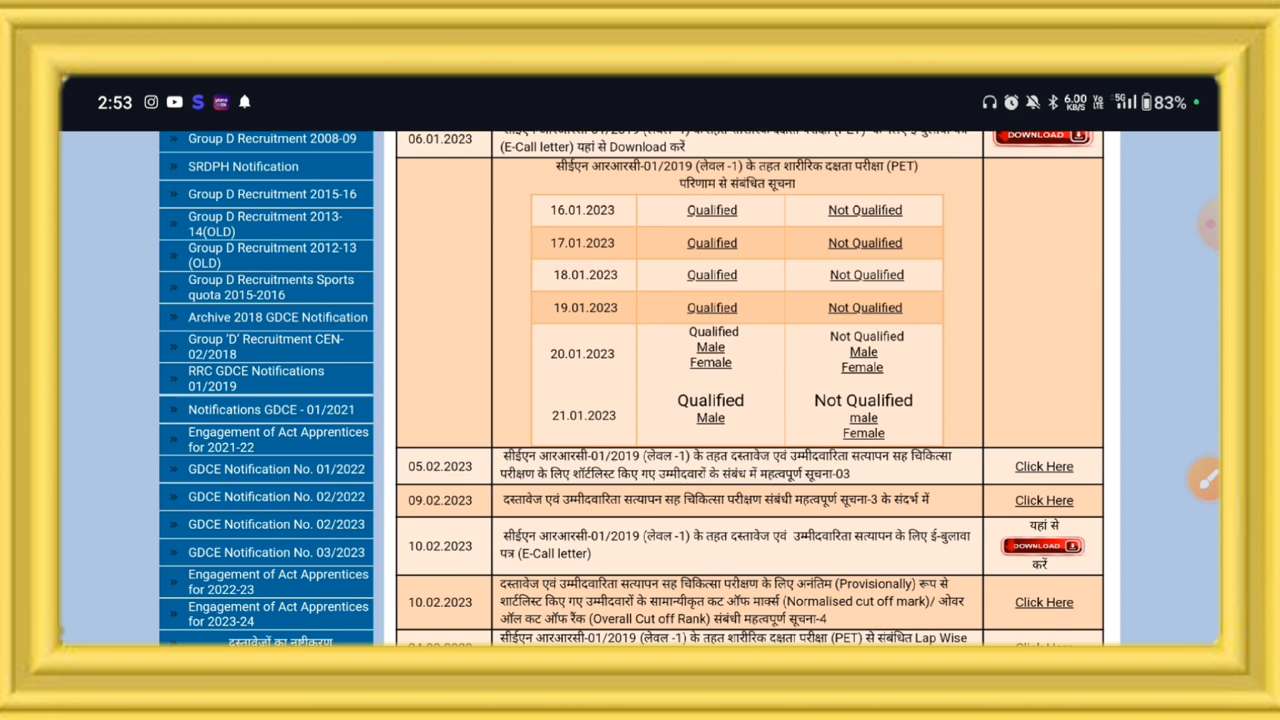 2:53
6.00 KB/S 5G 83%
Group D Recruitment 2008-09
SRDPH Notification
Group D Recruitment 2015-16
Group D Recruitment 2013-
14(OLD)
Group D Recruitment 2012-13
(OLD)
Group D Recruitments Sports
quota 2015-2016
Archive 2018 GDCE Notification
Group ‘D’ Recruitment CEN-
02/2018
RRC GDCE Notifications
01/2019
Notifications GDCE - 01/2021
Engagement of Act Apprentices
for 2021-22
GDCE Notification No. 01/2022
GDCE Notification No. 02/2022
GDCE Notification No. 02/2023
GDCE Notification No. 03/2023
Engagement of Act Apprentices
for 2022-23
Engagement of Act Apprentices
for 2023-24
06.01.2023
(E-Call letter) यहां से Download करें
DOWNLOAD
सीईएन आरआरसी-01/2019 (लेवल -1) के तहत शारीरिक दक्षता परीक्षा (PET)
परिणाम से संबंधित सूचना
16.01.2023 Qualified Not Qualified
17.01.2023 Qualified Not Qualified
18.01.2023 Qualified Not Qualified
19.01.2023 Qualified Not Qualified
20.01.2023
Qualified
Male
Female
Not Qualified
Male
Female
21.01.2023
Qualified
Male
Not Qualified
male
Female
05.02.2023
सीईएन आरआरसी-01/2019 (लेवल -1) के तहत दस्तावेज एवं उम्मीदवारिता सत्यापन सह चिकित्सा
परीक्षण के लिए शॉर्टलिस्ट किए गए उम्मीदवारों के संबंध में महत्वपूर्ण सूचना-03
Click Here
09.02.2023
दस्तावेज एवं उम्मीदवारिता सत्यापन सह चिकित्सा परीक्षण संबंधी महत्वपूर्ण सूचना-3 के संदर्भ में
Click Here
10.02.2023
सीईएन आरआरसी-01/2019 (लेवल -1) के तहत दस्तावेज एवं उम्मीदवारिता सत्यापन के लिए ई-बुलावा
पत्र (E-Call letter)
यहां से
DOWNLOAD
करें
10.02.2023
दस्तावेज एवं उम्मीदवारिता सत्यापन सह चिकित्सा परीक्षण के लिए अनंतिम (Provisionally) रूप से
शार्टलिस्ट किए गए उम्मीदवारों के सामान्यीकृत कट ऑफ मार्क्स (Normalised cut off mark)/ ओवर
ऑल कट ऑफ रैंक (Overall Cut off Rank) संबंधी महत्वपूर्ण सूचना-4
Click Here
सीईएन आरआरसी-01/2019 (लेवल -1) के तहत शारीरिक दक्षता परीक्षा (PET) से संबंधित Lap Wise